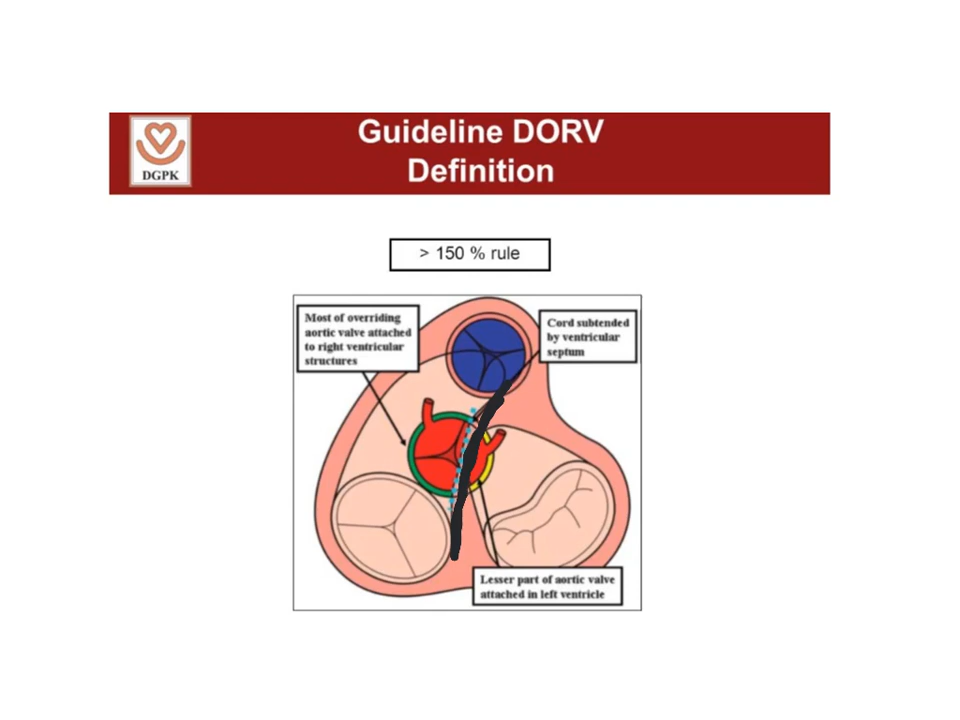 Guideline DORV
Definition
DGPK
> 150 % rule
Most of overriding
aortic valve attached
to right ventricular
structures
Cord subtended
by ventricular
septum
Lesser part of aortic valve
attached in left ventricle